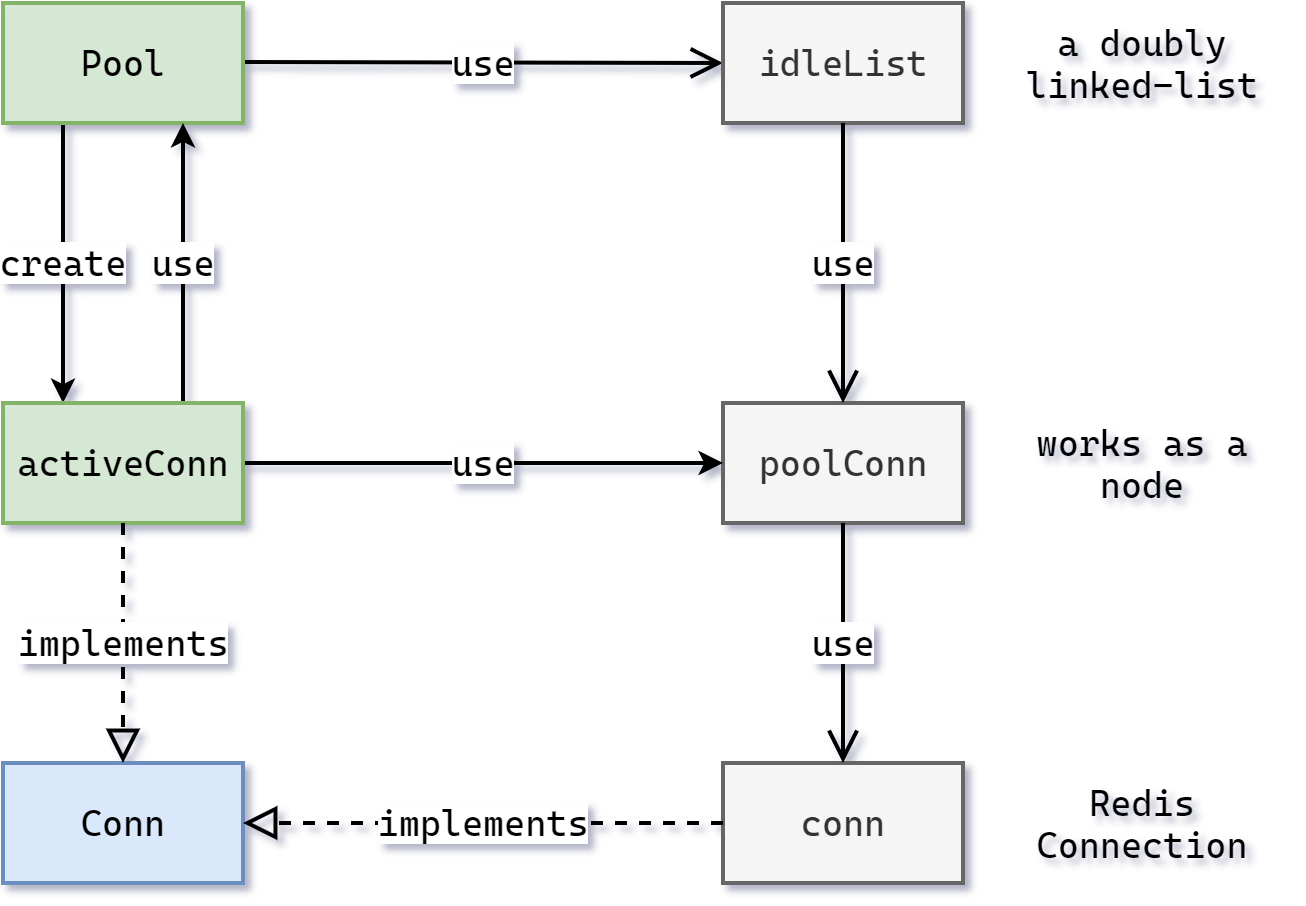 Pool
use
idleList
a doubly
linked-list
create
use
use
activeConn
use
poolConn
works as a
node
implements
use
Conn
implements
conn
Redis
Connection